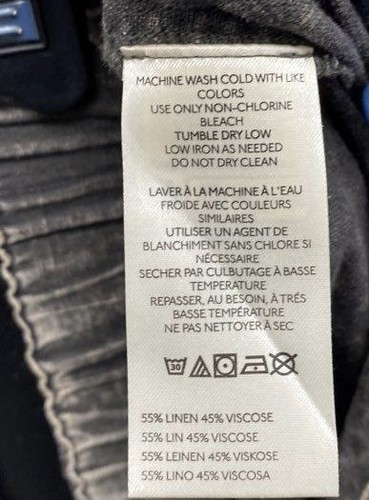 E
MACHINE WASH COLD WITH LIKE
COLORS
USE ONLY NON-CHLORINE
BLEACH
TUMBLE DRY LOW
LOW IRON AS NEEDED
DO NOT DRY CLEAN
LAVER À LA MACHINE À L'EAU
FROIDE AVEC COULEURS
SIMILAIRES
UTILISER UN AGENT DE
BLANCHIMENT SANS CHLORE SI
NÉCESSAIRE
SECHER PAR CULBUTAGE À BASSE
TEMPERATURE
REPASSER, AU BESOIN, À TRÉS
BASSE TEMPÉRATURE
NE PAS NETTOYER À SEC
30
55% LINEN 45% VISCOSE
55% LIN 45% VISCOSE
55% LEINEN 45% VISKOSE
55% LINO 45% VISCOSA